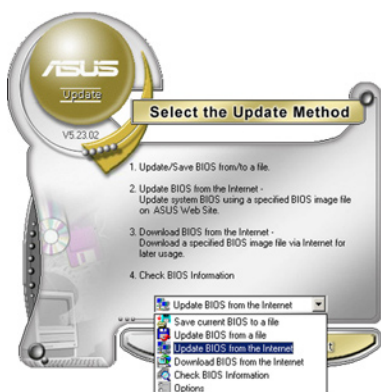 ASUS
Update
V5.23.02
Select the Update Method
1. Update/Save BIOS from/to a file.
2. Update BIOS from the Internet -
Update system BIOS using a specified BIOS image file
on ASUS Web Site.
3. Download BIOS from the Internet -
Download a specified BIOS image file via Internet for
later usage.
4. Check BIOS Information
Update BIOS from the Internet
Save current BIOS to a file
Update BIOS from a file
Update BIOS from the Internet
Download BIOS from the Internet
Check BIOS Information
Options